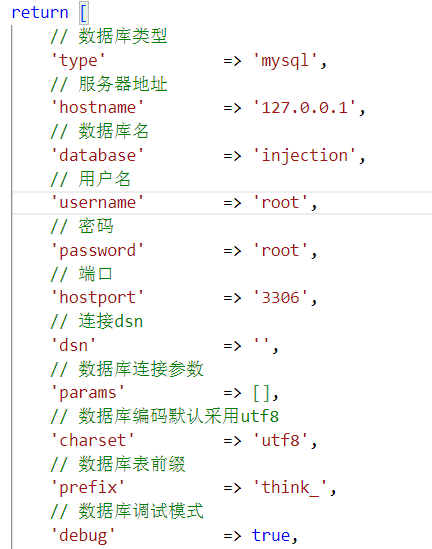 return [
// 数据库类型
'type' => 'mysql',
// 服务器地址
'hostname' => '127.0.0.1',
// 数据库名
'database' => 'injection',
// 用户名
'username' => 'root',
// 密码
'password' => 'root',
// 端口
'hostport' => '3306',
// 连接dsn
'dsn' => '',
// 数据库连接参数
'params' => [],
// 数据库编码默认采用utf8
'charset' => 'utf8',
// 数据库表前缀
'prefix' => 'think_',
// 数据库调试模式
'debug' => true,